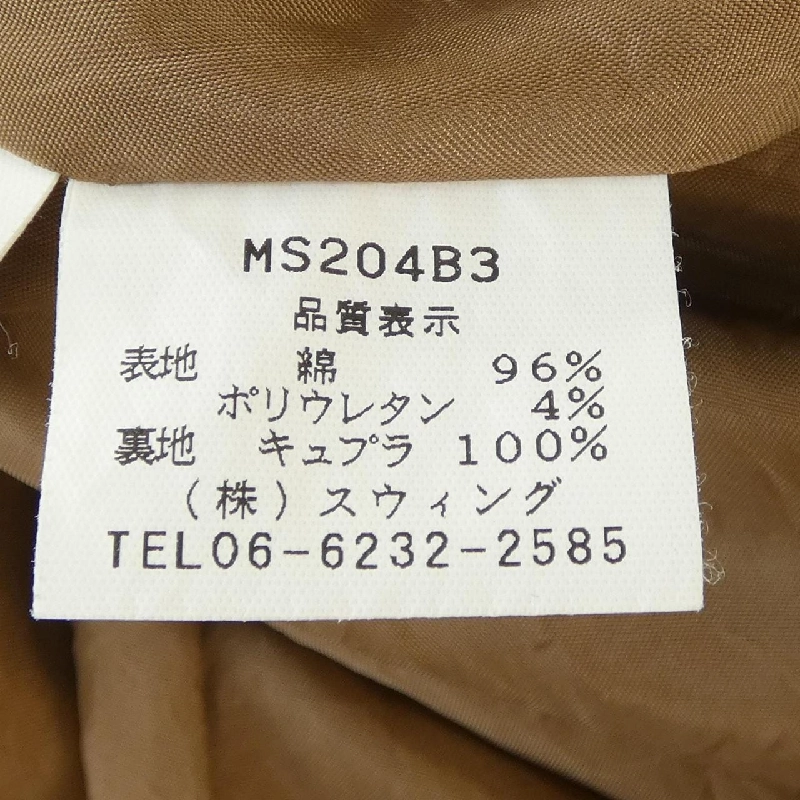 MS204B3
品質表示
表地 綿 96%
ポリウレタン 4%
裏地 キュプラ 100%
(株)スウィング
TEL06-6232-2585